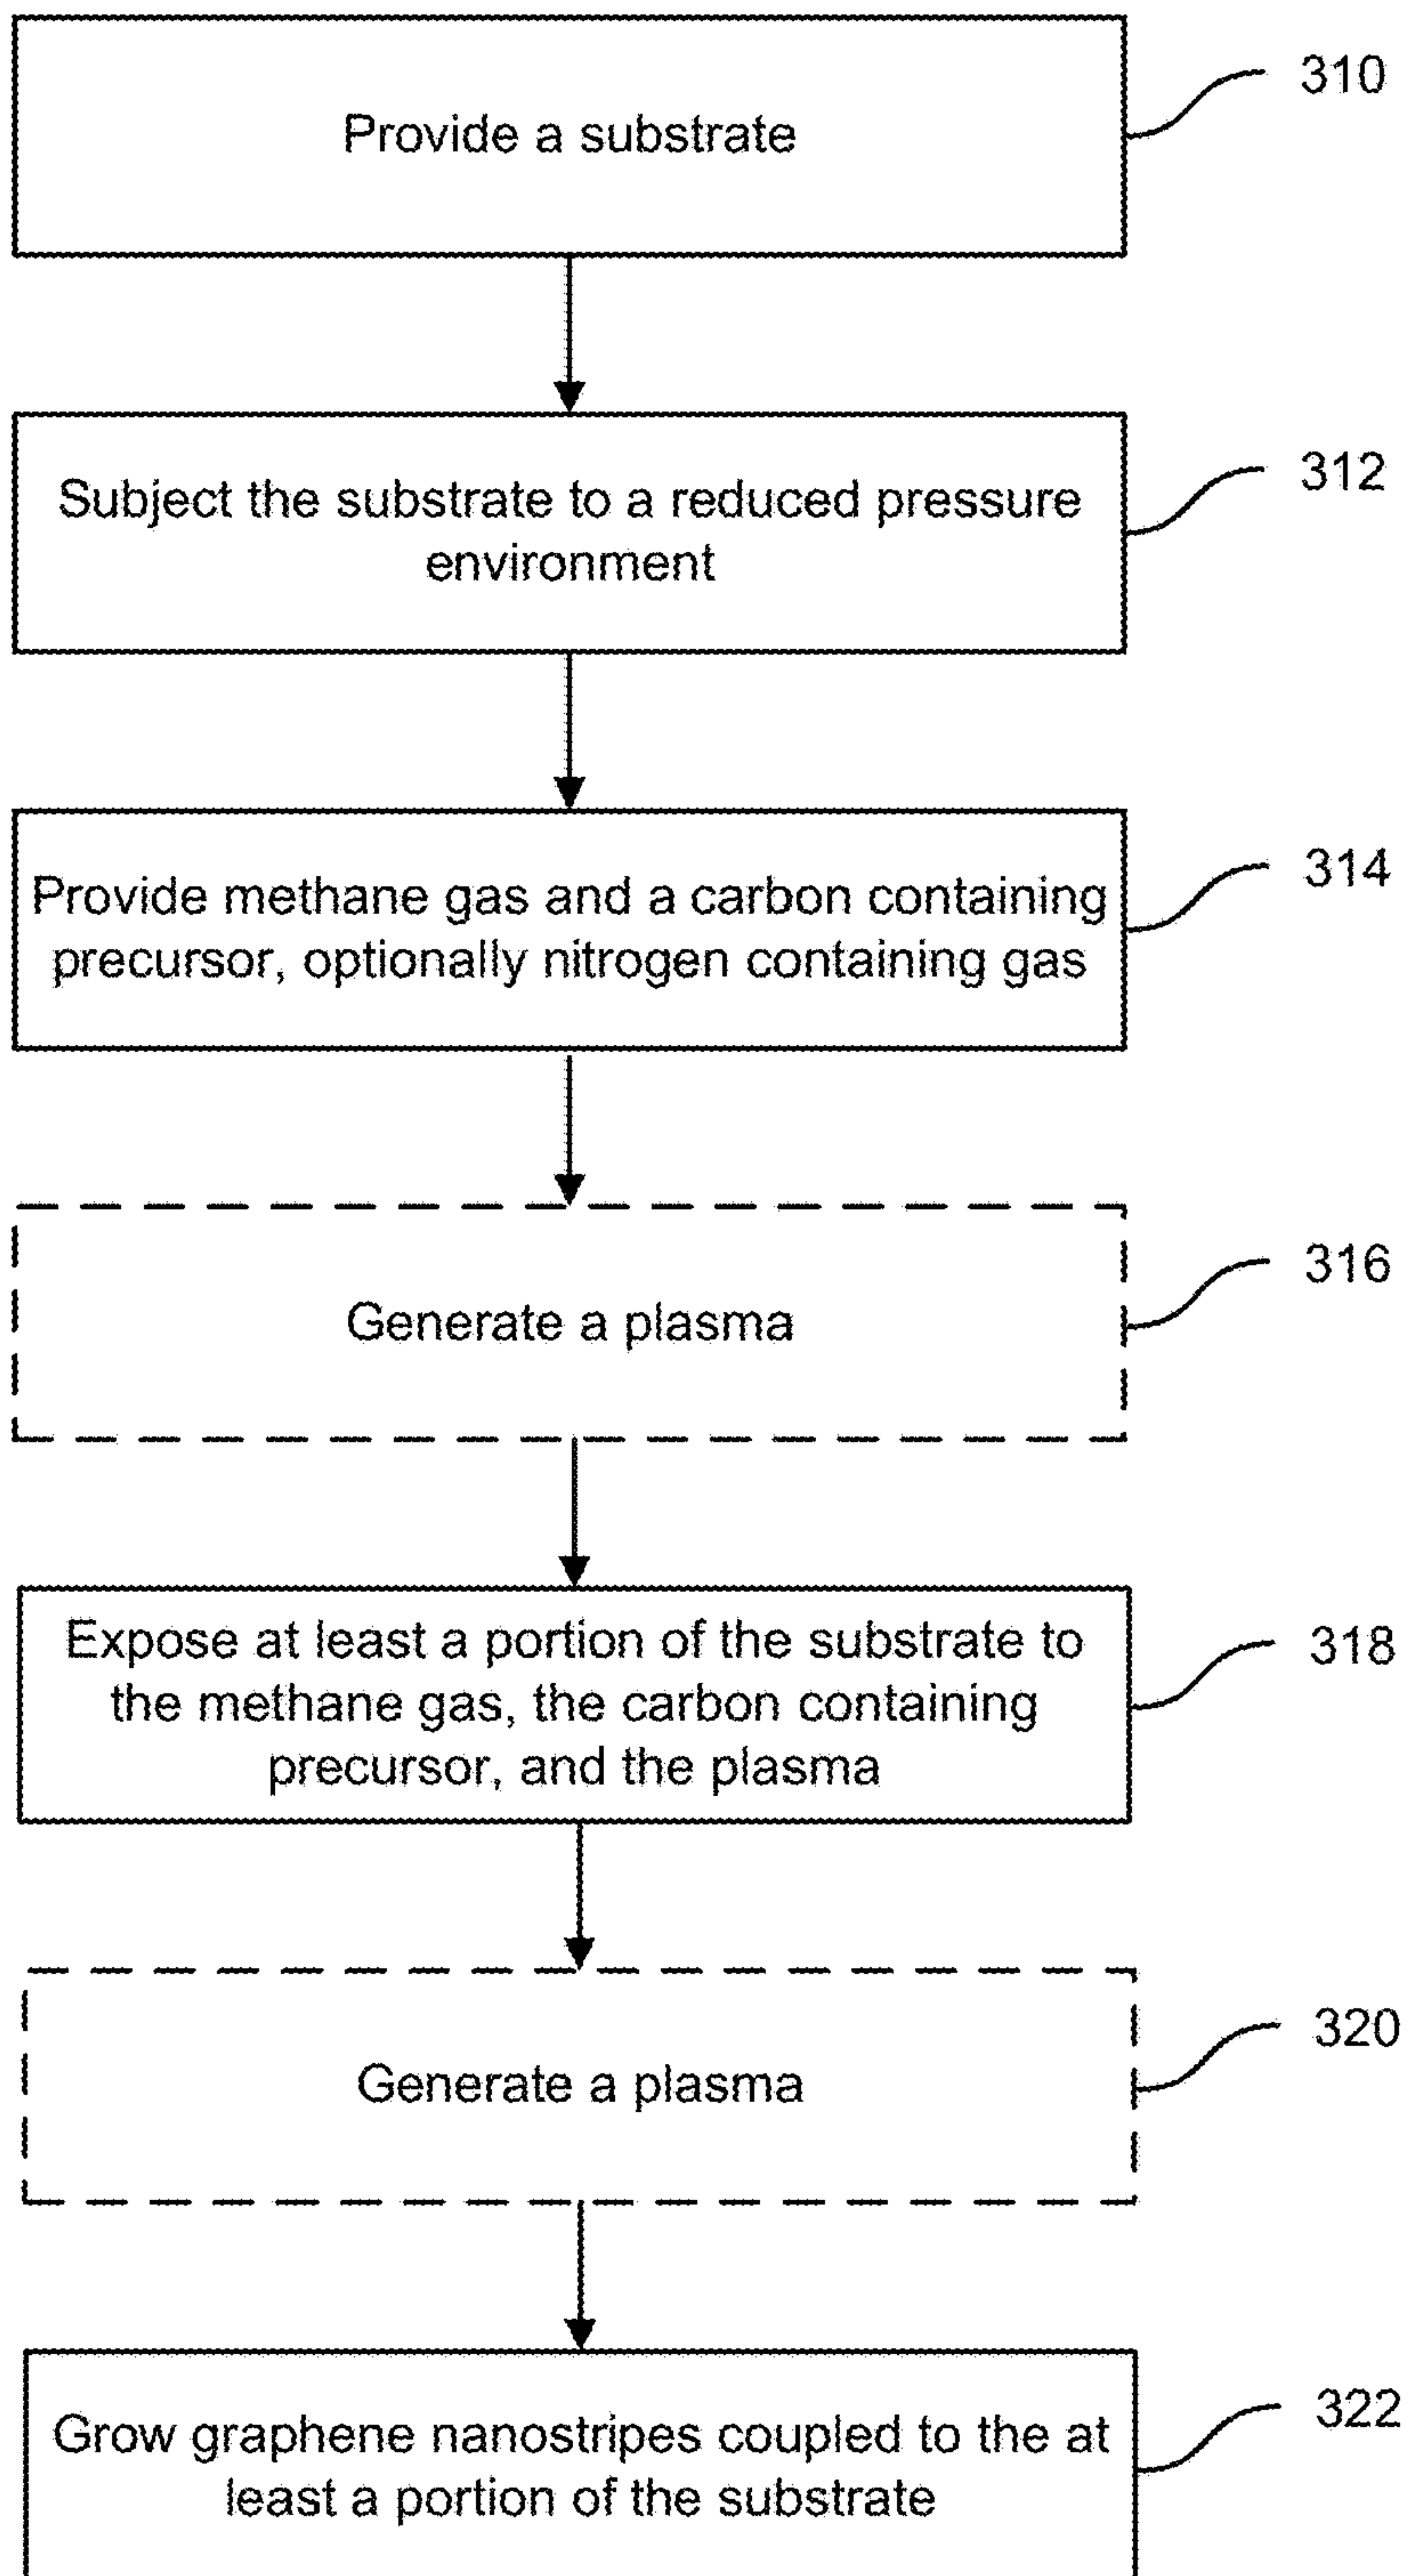 Provide a substrate
310
Subject the substrate to a reduced pressure
environment
312
Provide methane gas and a carbon containing
precursor, optionally nitrogen containing gas
314
Generate a plasma
316
Expose at least a portion of the substrate to
the methane gas, the carbon containing
precursor, and the plasma
318
Generate a plasma
320
Grow graphene nanostripes coupled to the at
least a portion of the substrate
322